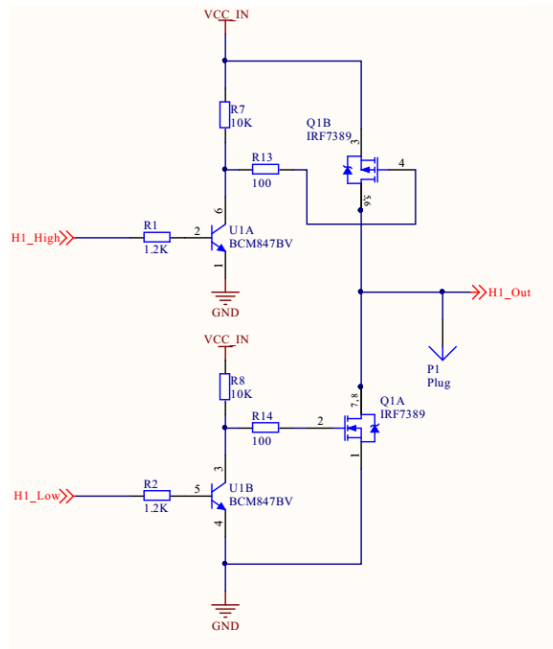 VCC_IN
R7
10K
Q1B
IRF7389
3
R13
100
4
5,6
6
U1A
BCM847BV
H1_High
R1
1.2K
2
1
GND
H1_Out
VCC_IN
P1
Plug
R8
10K
7,8
Q1A
IRF7389
R14
100
2
1
3
U1B
BCM847BV
H1_Low
R2
1.2K
5
4
GND